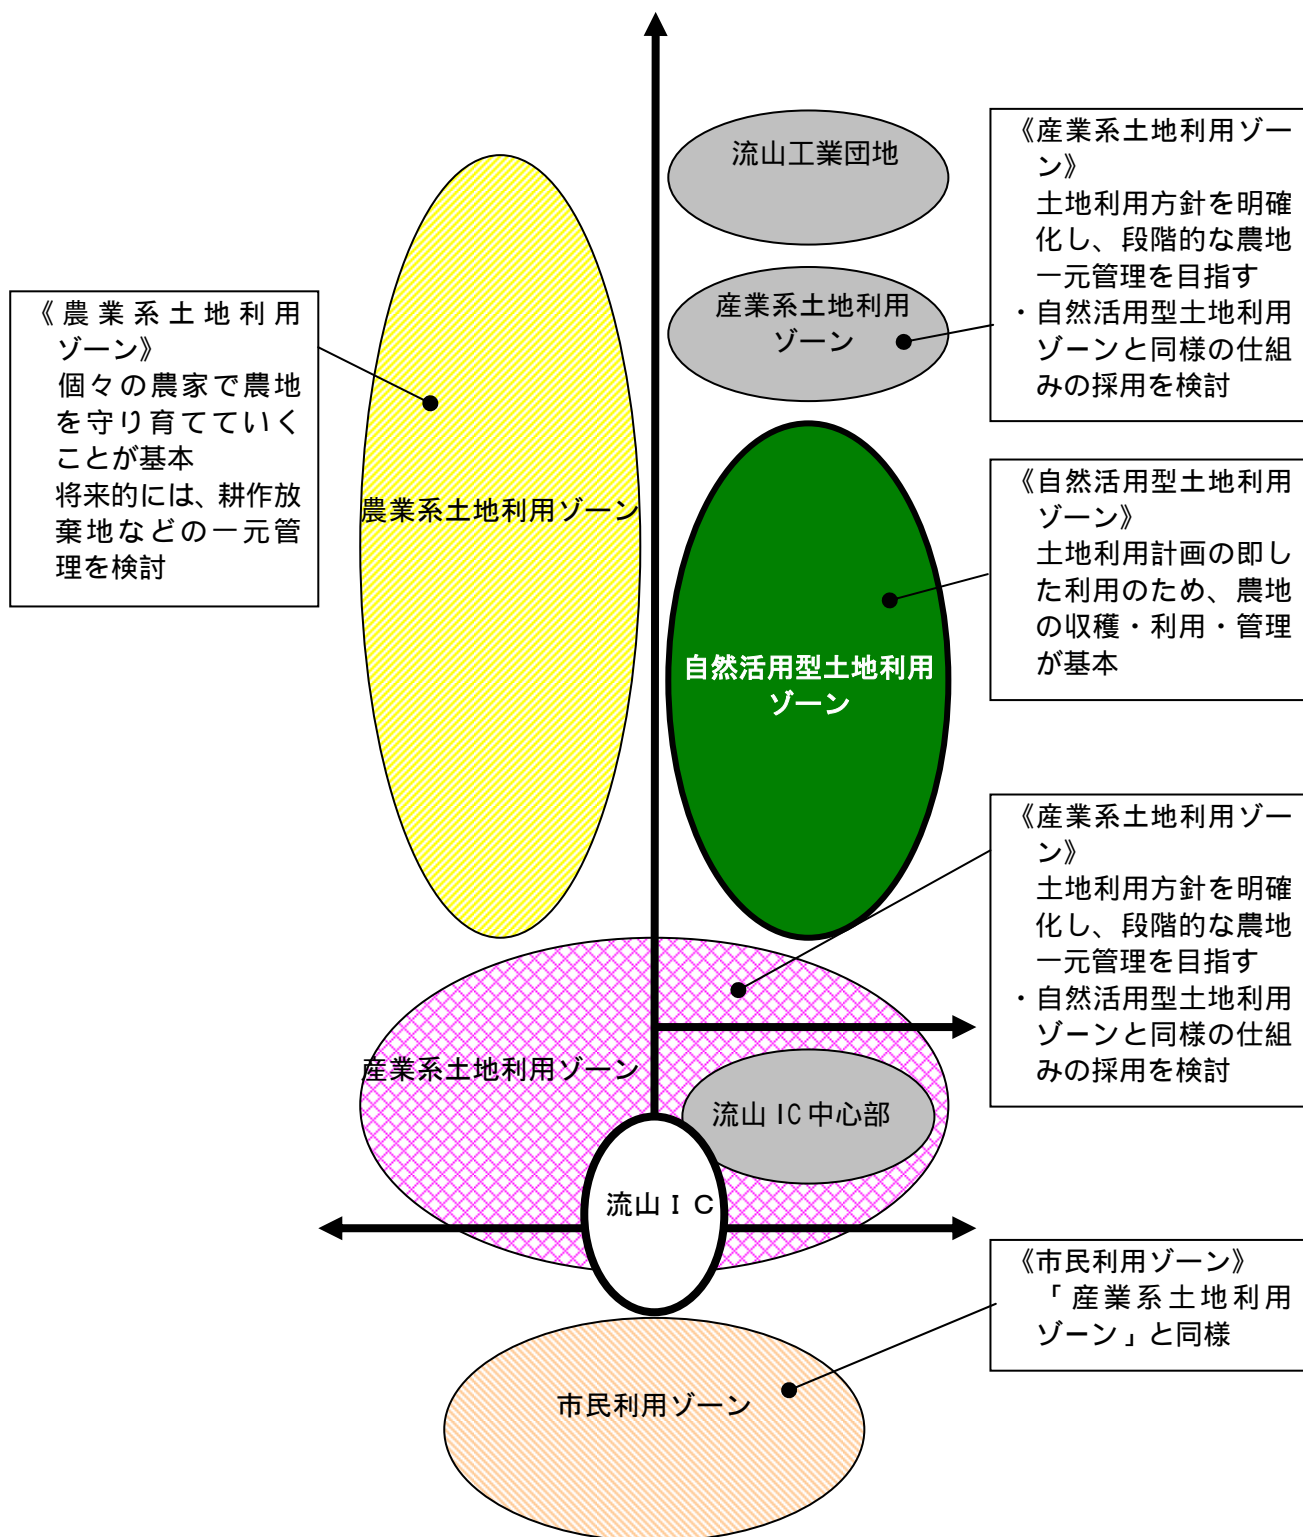 流山工業団地
産業系土地利用
ゾーン
《産業系土地利用ゾー
ン》
土地利用方針を明確
化し、段階的な農地
一元管理を目指す
・自然活用型土地利用
ゾーンと同様の仕組
みの採用を検討
《農業系土地利用
ゾーン》
個々の農家で農地
を守り育てていく
ことが基本
将来的には、耕作放
棄地などの一元管
理を検討
農業系土地利用ゾーン
《自然活用型土地利用
ゾーン》
土地利用計画の即し
た利用のため、農地
の収穫・利用・管理
が基本
自然活用型土地利用
ゾーン
《産業系土地利用ゾー
ン》
土地利用方針を明確
化し、段階的な農地
一元管理を目指す
・自然活用型土地利用
ゾーンと同様の仕組
みの採用を検討
産業系土地利用ゾーン
流山IC中心部
流山ＩＣ
《市民利用ゾーン》
「産業系土地利用
ゾーン」と同様
市民利用ゾーン